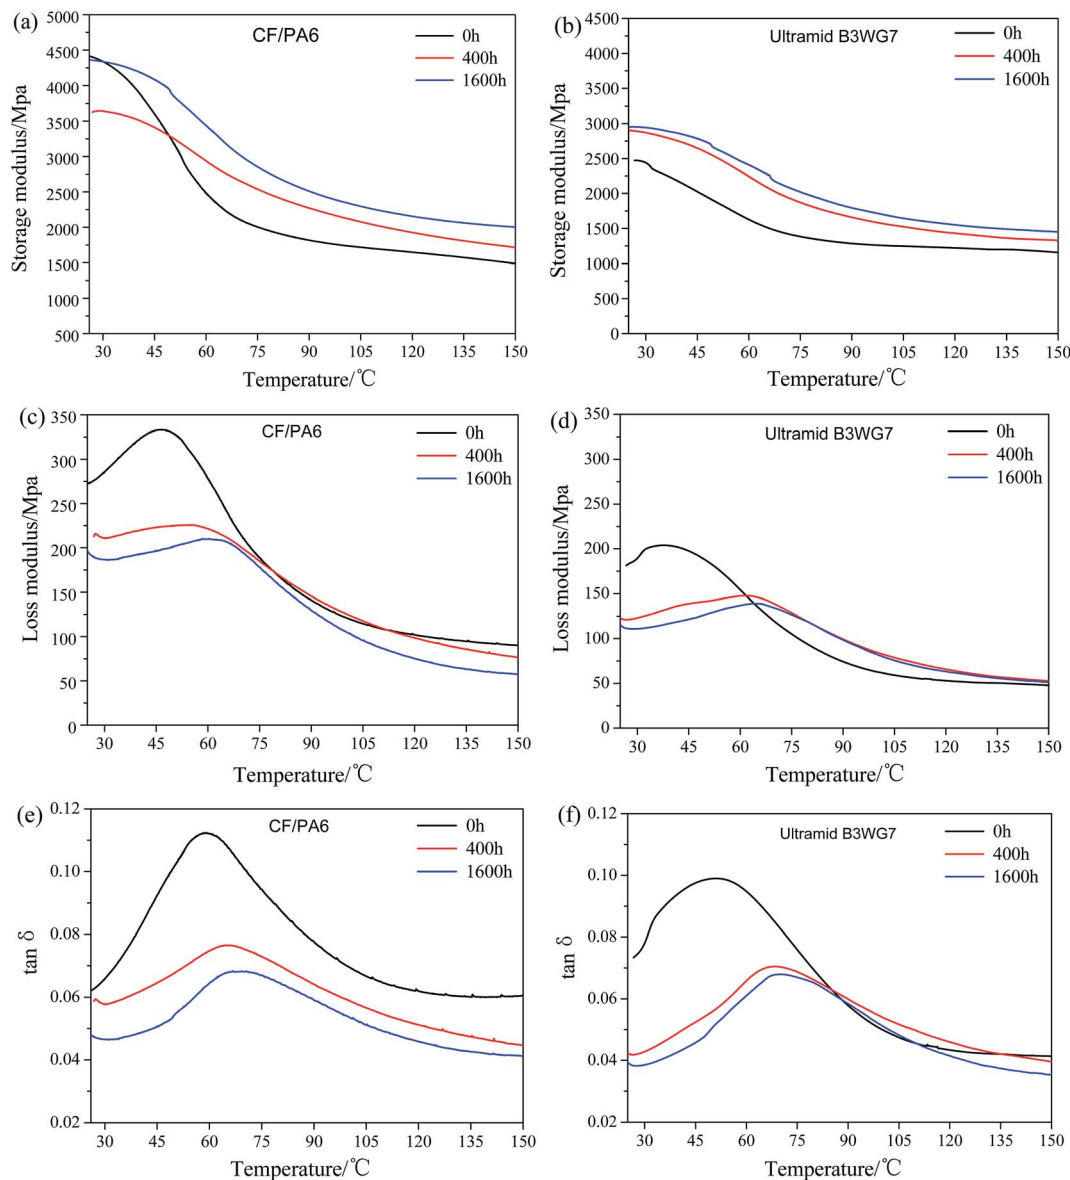 (a)
CF/PA6
0h
400h
1600h
5000
4500
4000
3500
3000
2500
2000
1500
1000
500
Storage modulus/Mpa
30 45 60 75 90 105 120 135 150
Temperature/℃
(b)
Ultramid B3WG7
0h
400h
1600h
4500
4000
3500
3000
2500
2000
1500
1000
500
0
Storage modulus/Mpa
30 45 60 75 90 105 120 135 150
Temperature/℃
(c)
CF/PA6
0h
400h
1600h
350
300
250
200
150
100
50
0
Loss modulus/Mpa
30 45 60 75 90 105 120 135 150
Temperature/℃
(d)
Ultramid B3WG7
0h
400h
1600h
350
300
250
200
150
100
50
0
Loss modulus/Mpa
30 45 60 75 90 105 120 135 150
Temperature/℃
(e)
CF/PA6
0h
400h
1600h
0.12
0.10
0.08
0.06
0.04
0.02
tan δ
30 45 60 75 90 105 120 135 150
Temperature/℃
(f)
Ultramid B3WG7
0h
400h
1600h
0.12
0.10
0.08
0.06
0.04
0.02
tan δ
30 45 60 75 90 105 120 135 150
Temperature/℃